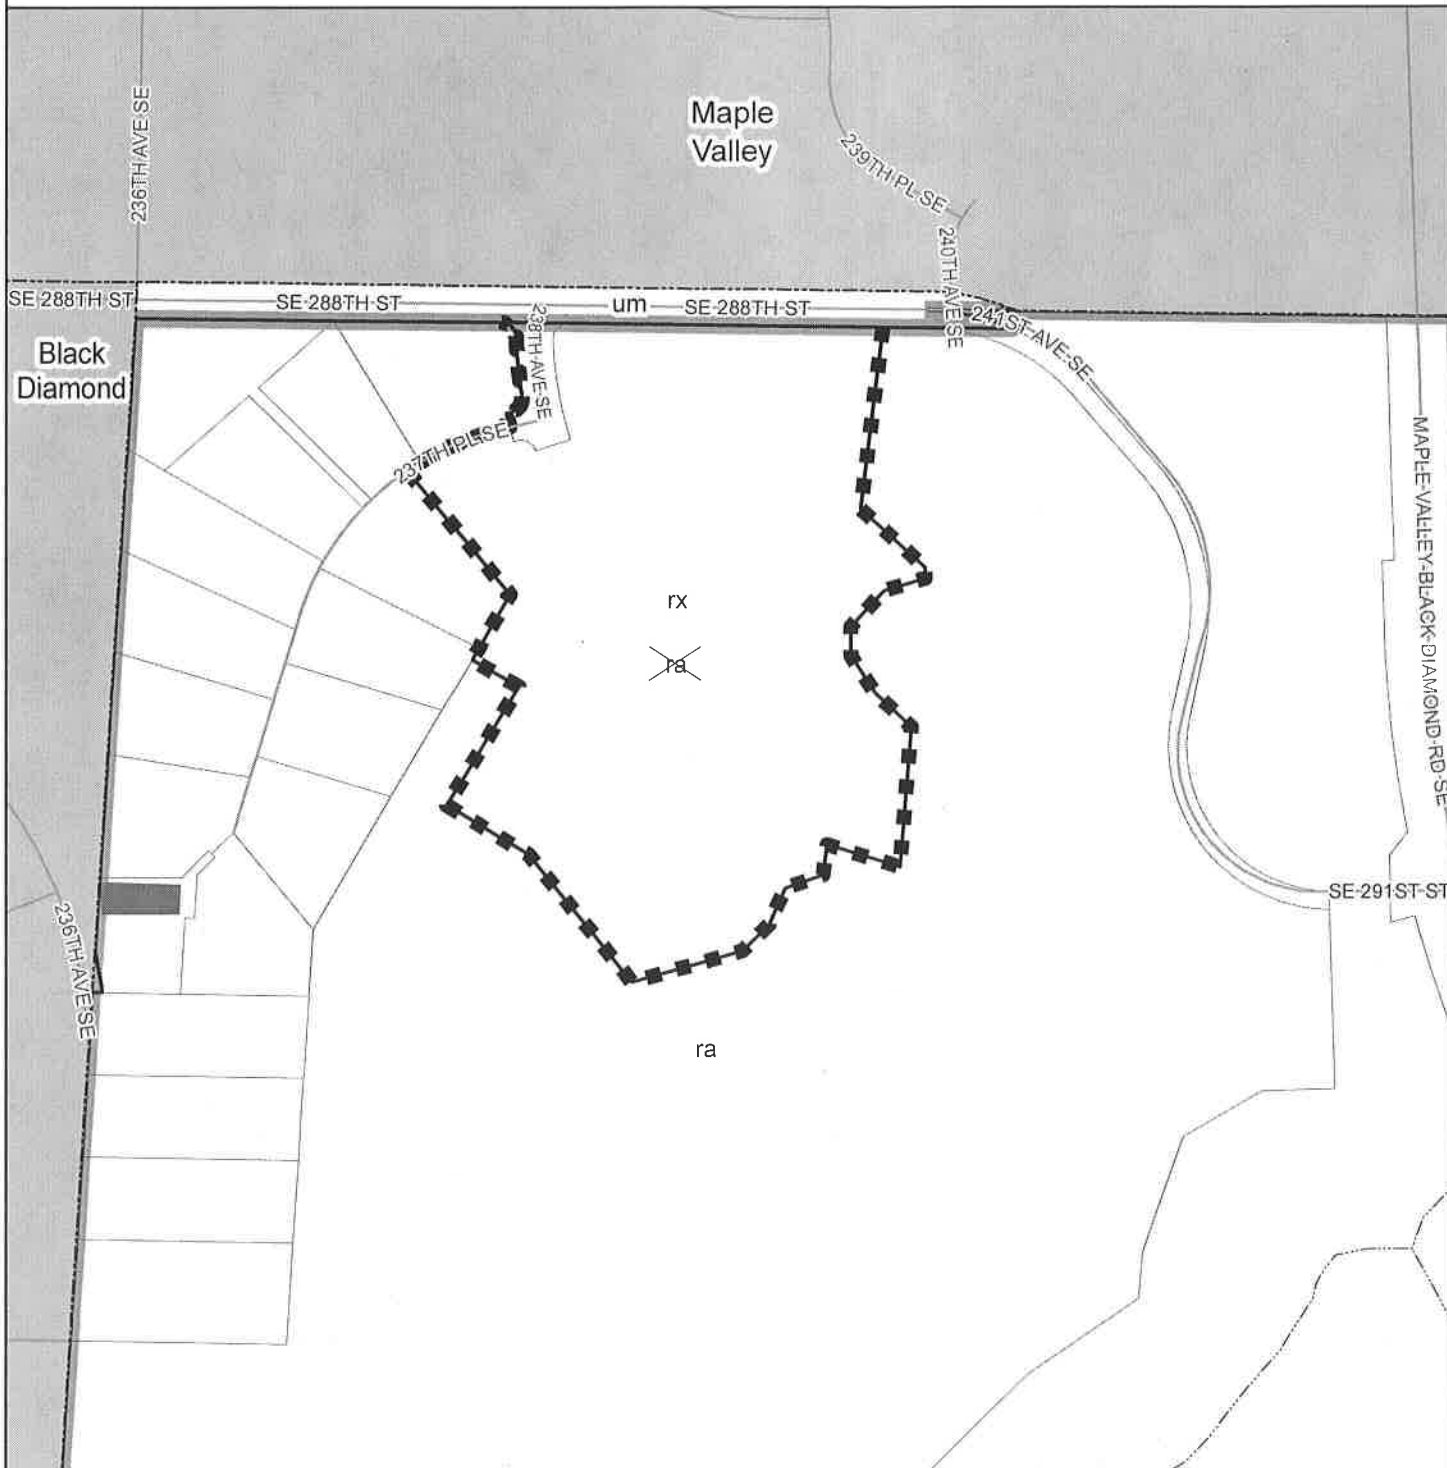 Maple
Valley
236TH AVE SE
239TH PL SE
240TH AVE SE
SE 288TH ST
SE 288TH ST
um
SE 288TH ST
241ST AVE SE
238TH AVE SE
Black
Diamond
237TH PL SE
MAPLE VALLEY-BLACK DIAMOND RD SE
rx
ra
SE 291ST ST
236TH AVE SE
ra